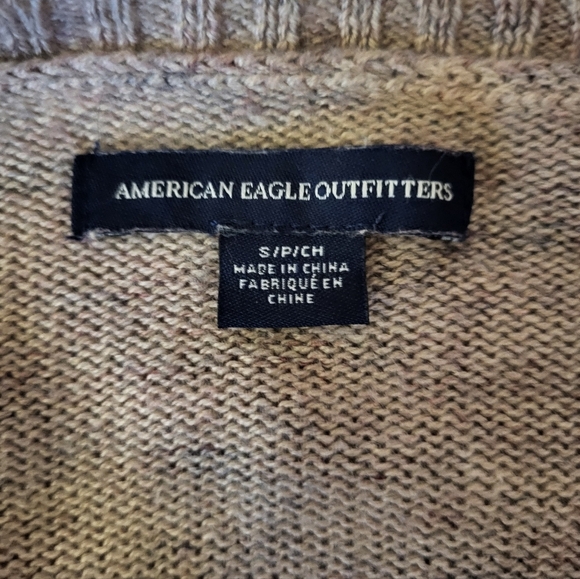 AMERICAN EAGLE OUTFITTERS
S/P/CH
MADE IN CHINA
FABRIQUÉ EN
CHINE